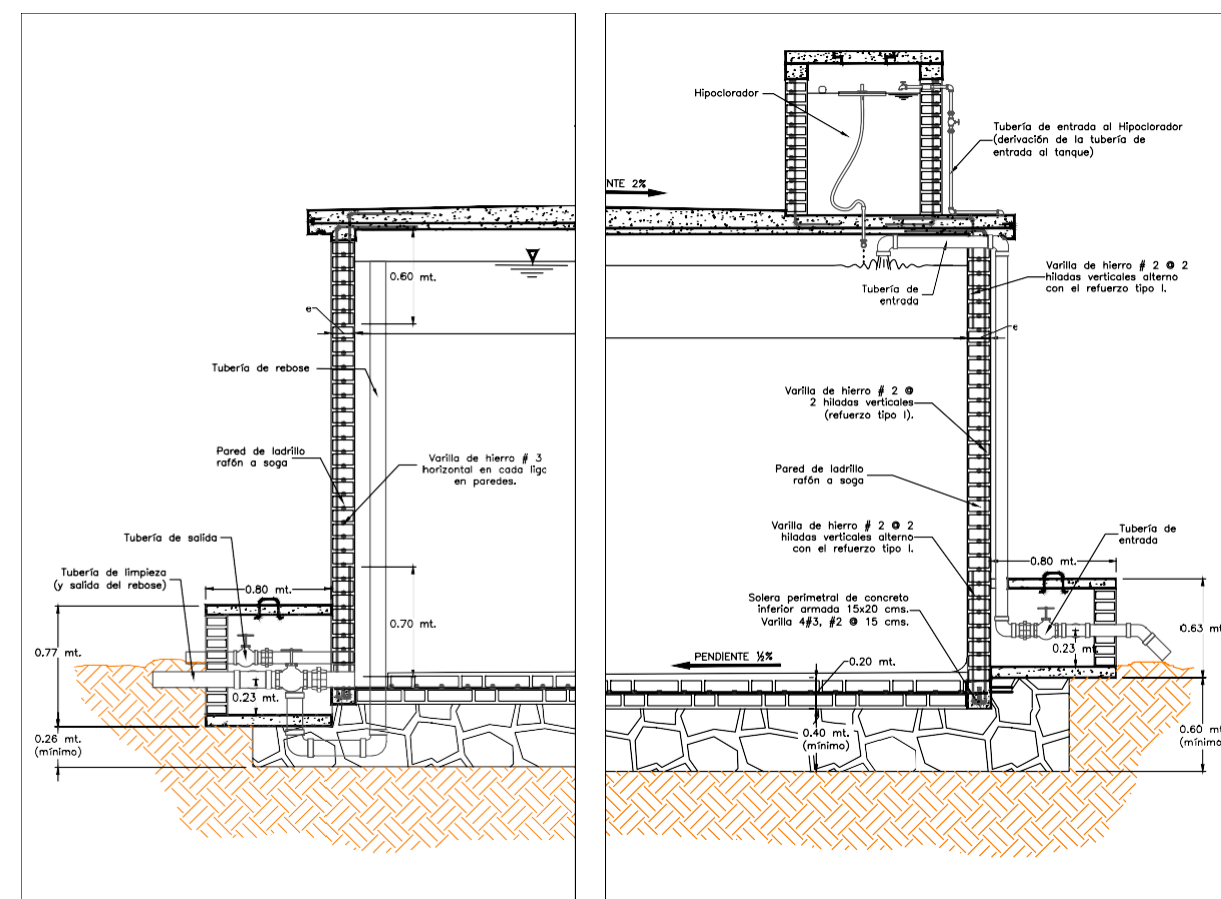 0.60 mt.
e
Tubería de rebose
Pared de ladrillo
rafón a soga
Varilla de hierro # 3
horizontal en cada liga
en paredes.
Tubería de salida
Tubería de limpieza
(y salida del rebose)
0.80 mt.
0.77 mt.
0.70 mt.
0.23 mt.
0.26 mt.
(mínimo)
Hipoclorador
Tubería de entrada al Hipoclorador
(derivación de la tubería de
entrada al tanque)
NTE 2%
Tubería de
entrada
Varilla de hierro # 2 @ 2
hiladas verticales alterno
con el refuerzo tipo I.
e
Varilla de hierro # 2 @
2 hiladas verticales
(refuerzo tipo I).
Pared de ladrillo
rafón a soga
Varilla de hierro # 2 @ 2
hiladas verticales alterno
con el refuerzo tipo I.
Tubería de
entrada
0.80 mt.
Solera perimetral de concreto
inferior armada 15x20 cms.
Varilla 4#3, #2 @ 15 cms.
0.63 mt.
0.23 mt.
PENDIENTE ½%
0.20 mt.
0.40 mt.
(mínimo)
0.60 mt.
(mínimo)